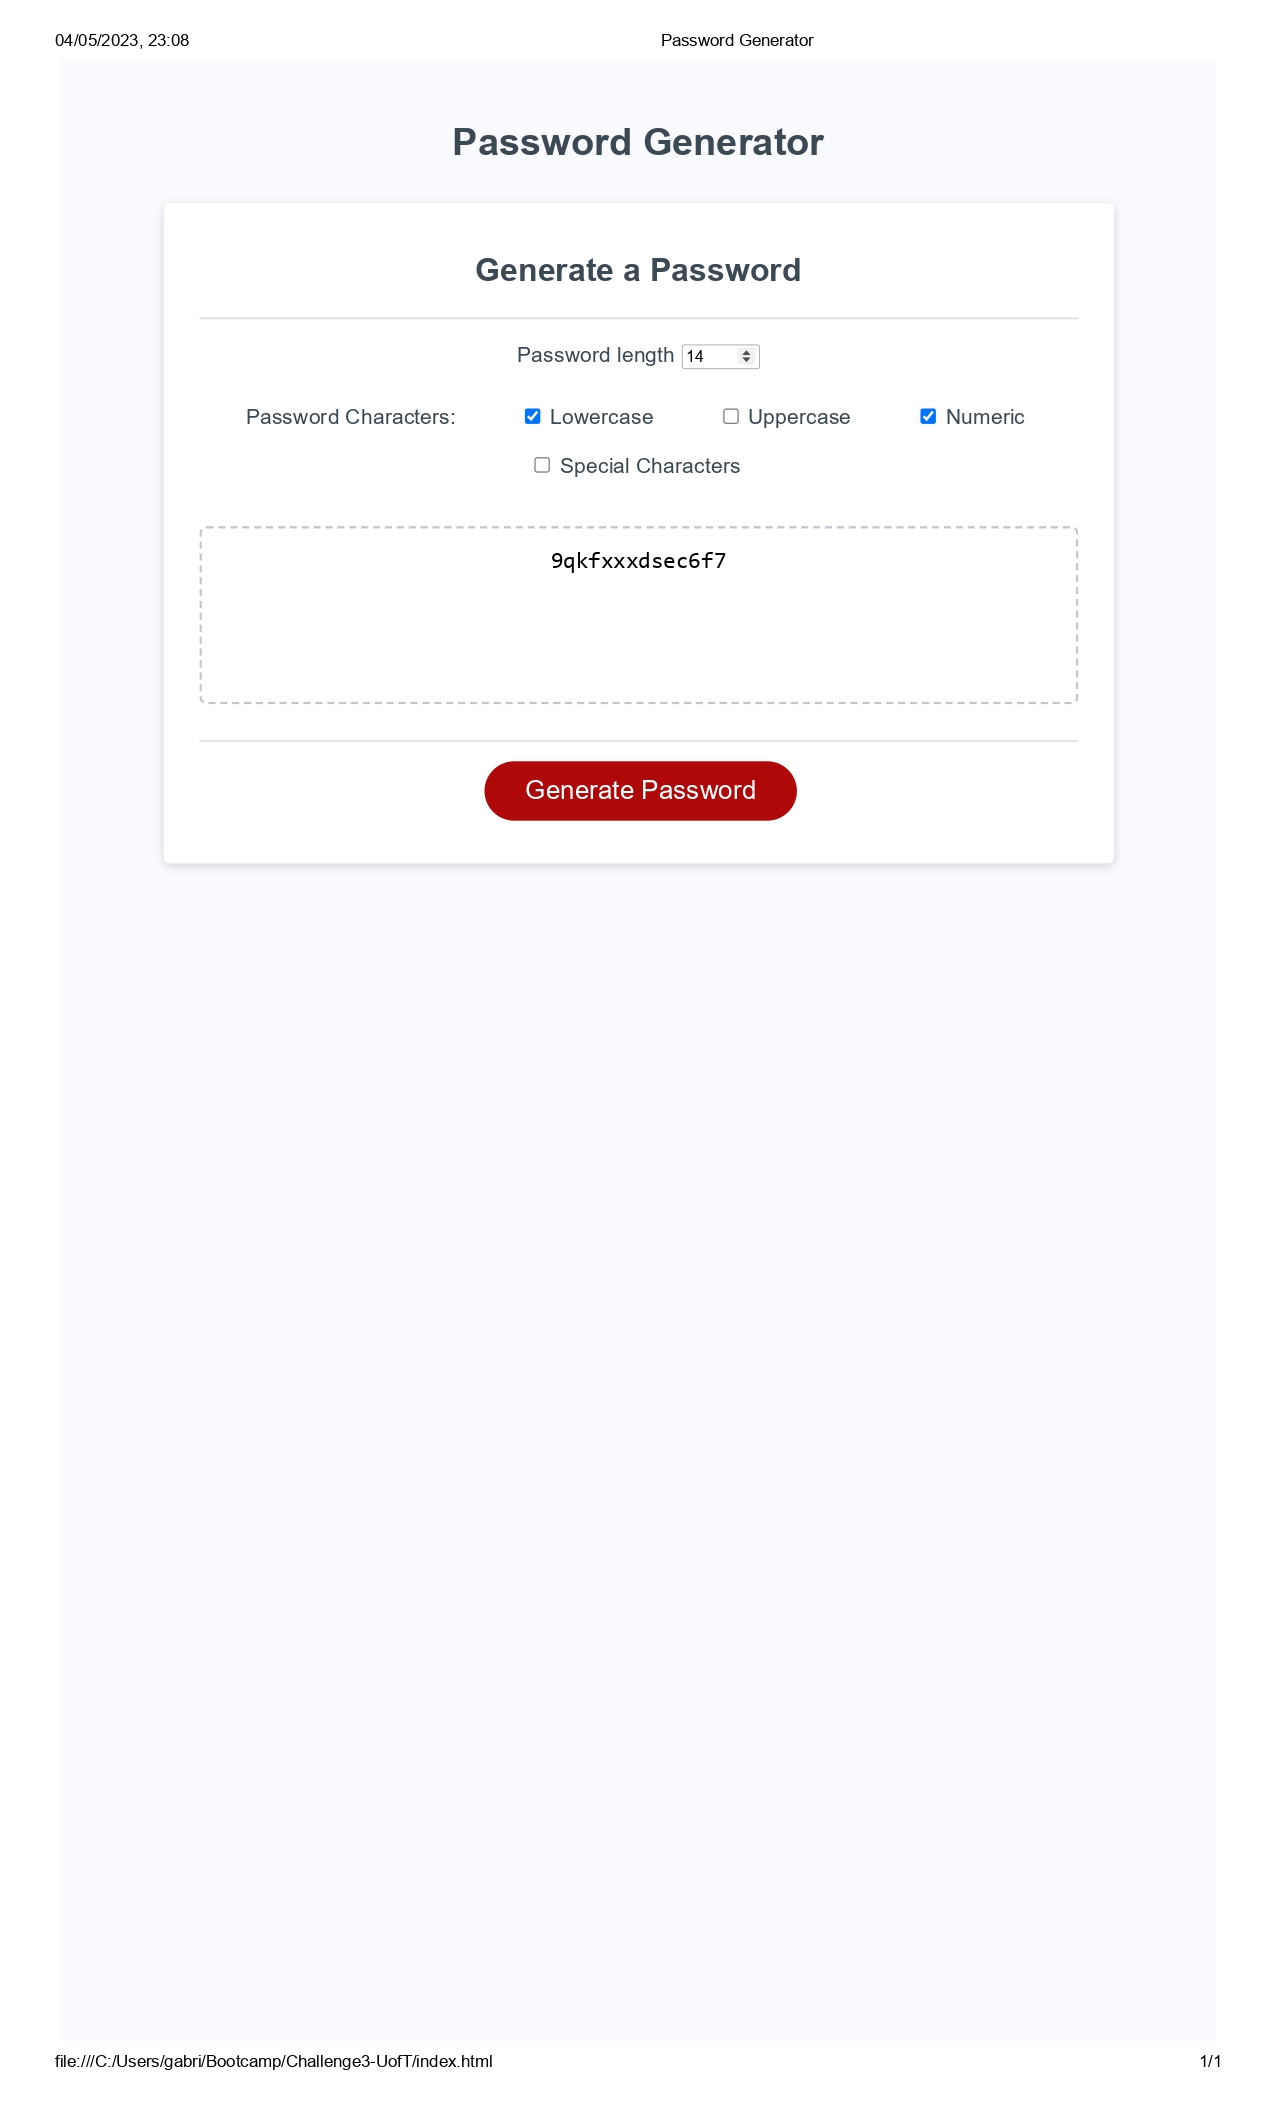 04/05/2023, 23:08 Password Generator
Password Generator
Generate a Password
Password length 14
Password Characters: Lowercase Uppercase Numeric
Special Characters
9qkfxxxdsec6f7
Generate Password
file:///C:/Users/gabri/Bootcamp/Challenge3-UofT/index.html 1/1